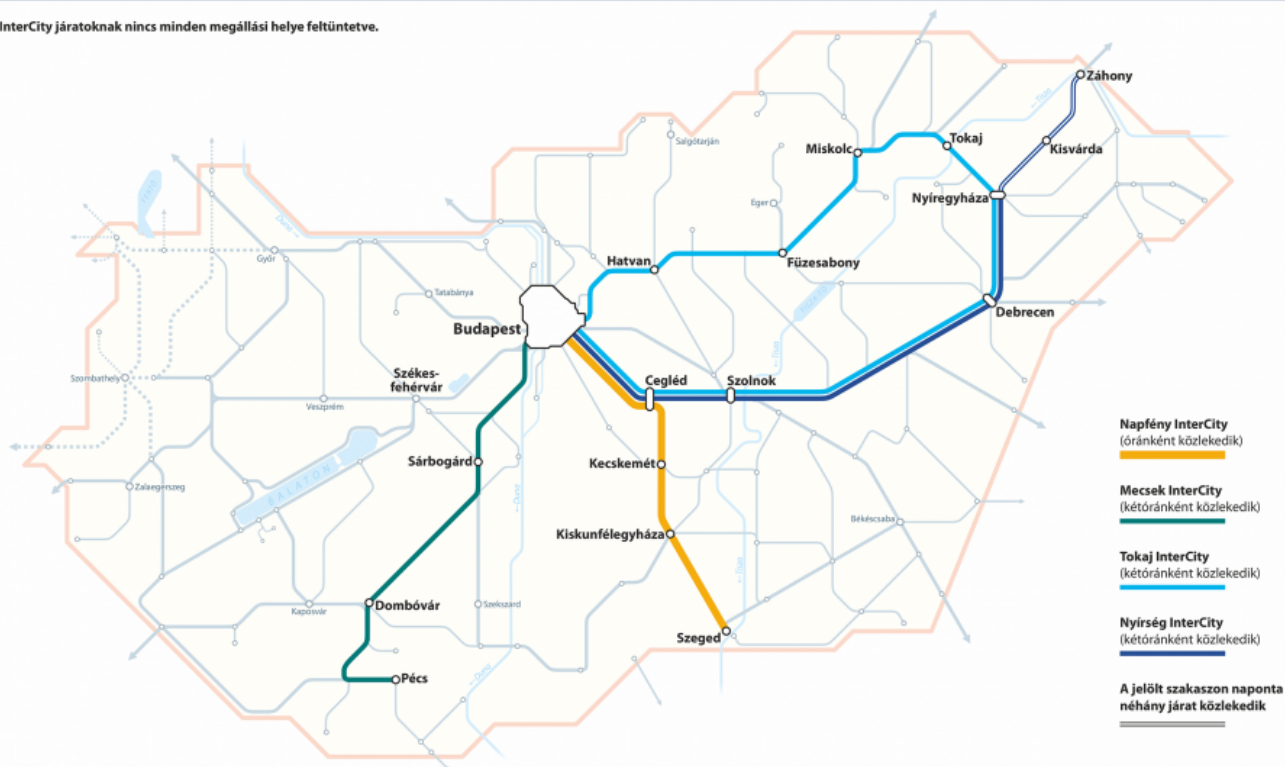 InterCity járatoknak nincs minden megállási helye feltüntetve.
Záhony
←Tisza
Kisvárda
Tokaj
Miskolc
Nyíregyháza
Salgótarján
Eger
Füzesabony
Hatvan
Debrecen
Duna→
Győr
Tatabánya
Budapest
Székes-
fehérvár
Cegléd
Szolnok
Szombathely
Veszprém
Napfény InterCity
(óránként közlekedik)
Sárbogárd
Kecskemét
BALATON
Zalaegerszeg
←Duna
Mecsek InterCity
(kétóránként közlekedik)
Békéscsaba
Kiskunfélegyháza
Tokaj InterCity
(kétóránként közlekedik)
Kaposvár
Dombóvár
Szekszárd
Szeged
Nyírség InterCity
(kétóránként közlekedik)
Pécs
A jelölt szakaszon naponta
néhány járat közlekedik